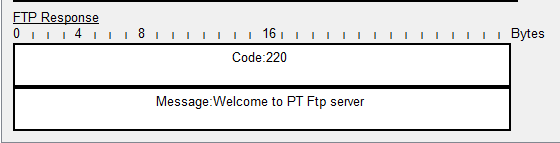 FTP Response
0 4 8 16 Bytes
Code:220
Message:Welcome to PT Ftp server